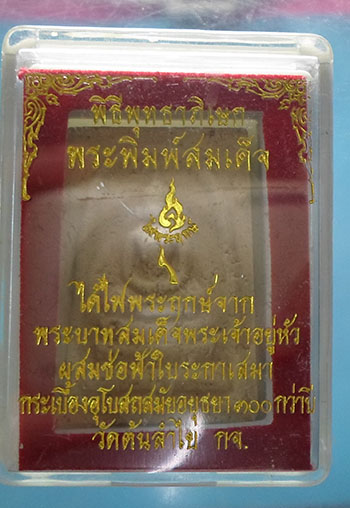 พิธีพุทธาภิเษก
พระพิมพ์สมเด็จ
ได้ไฟพระฤกษ์จาก
พระบาทสมเด็จพระเจ้าอยู่หัว
ผสมช่อฟ้าใบระกาเสมา
กระเบื้องอุโบสถสมัยอยุธยา ๓๐๐ กว่าปี
วัดต้นลำไย กจ.